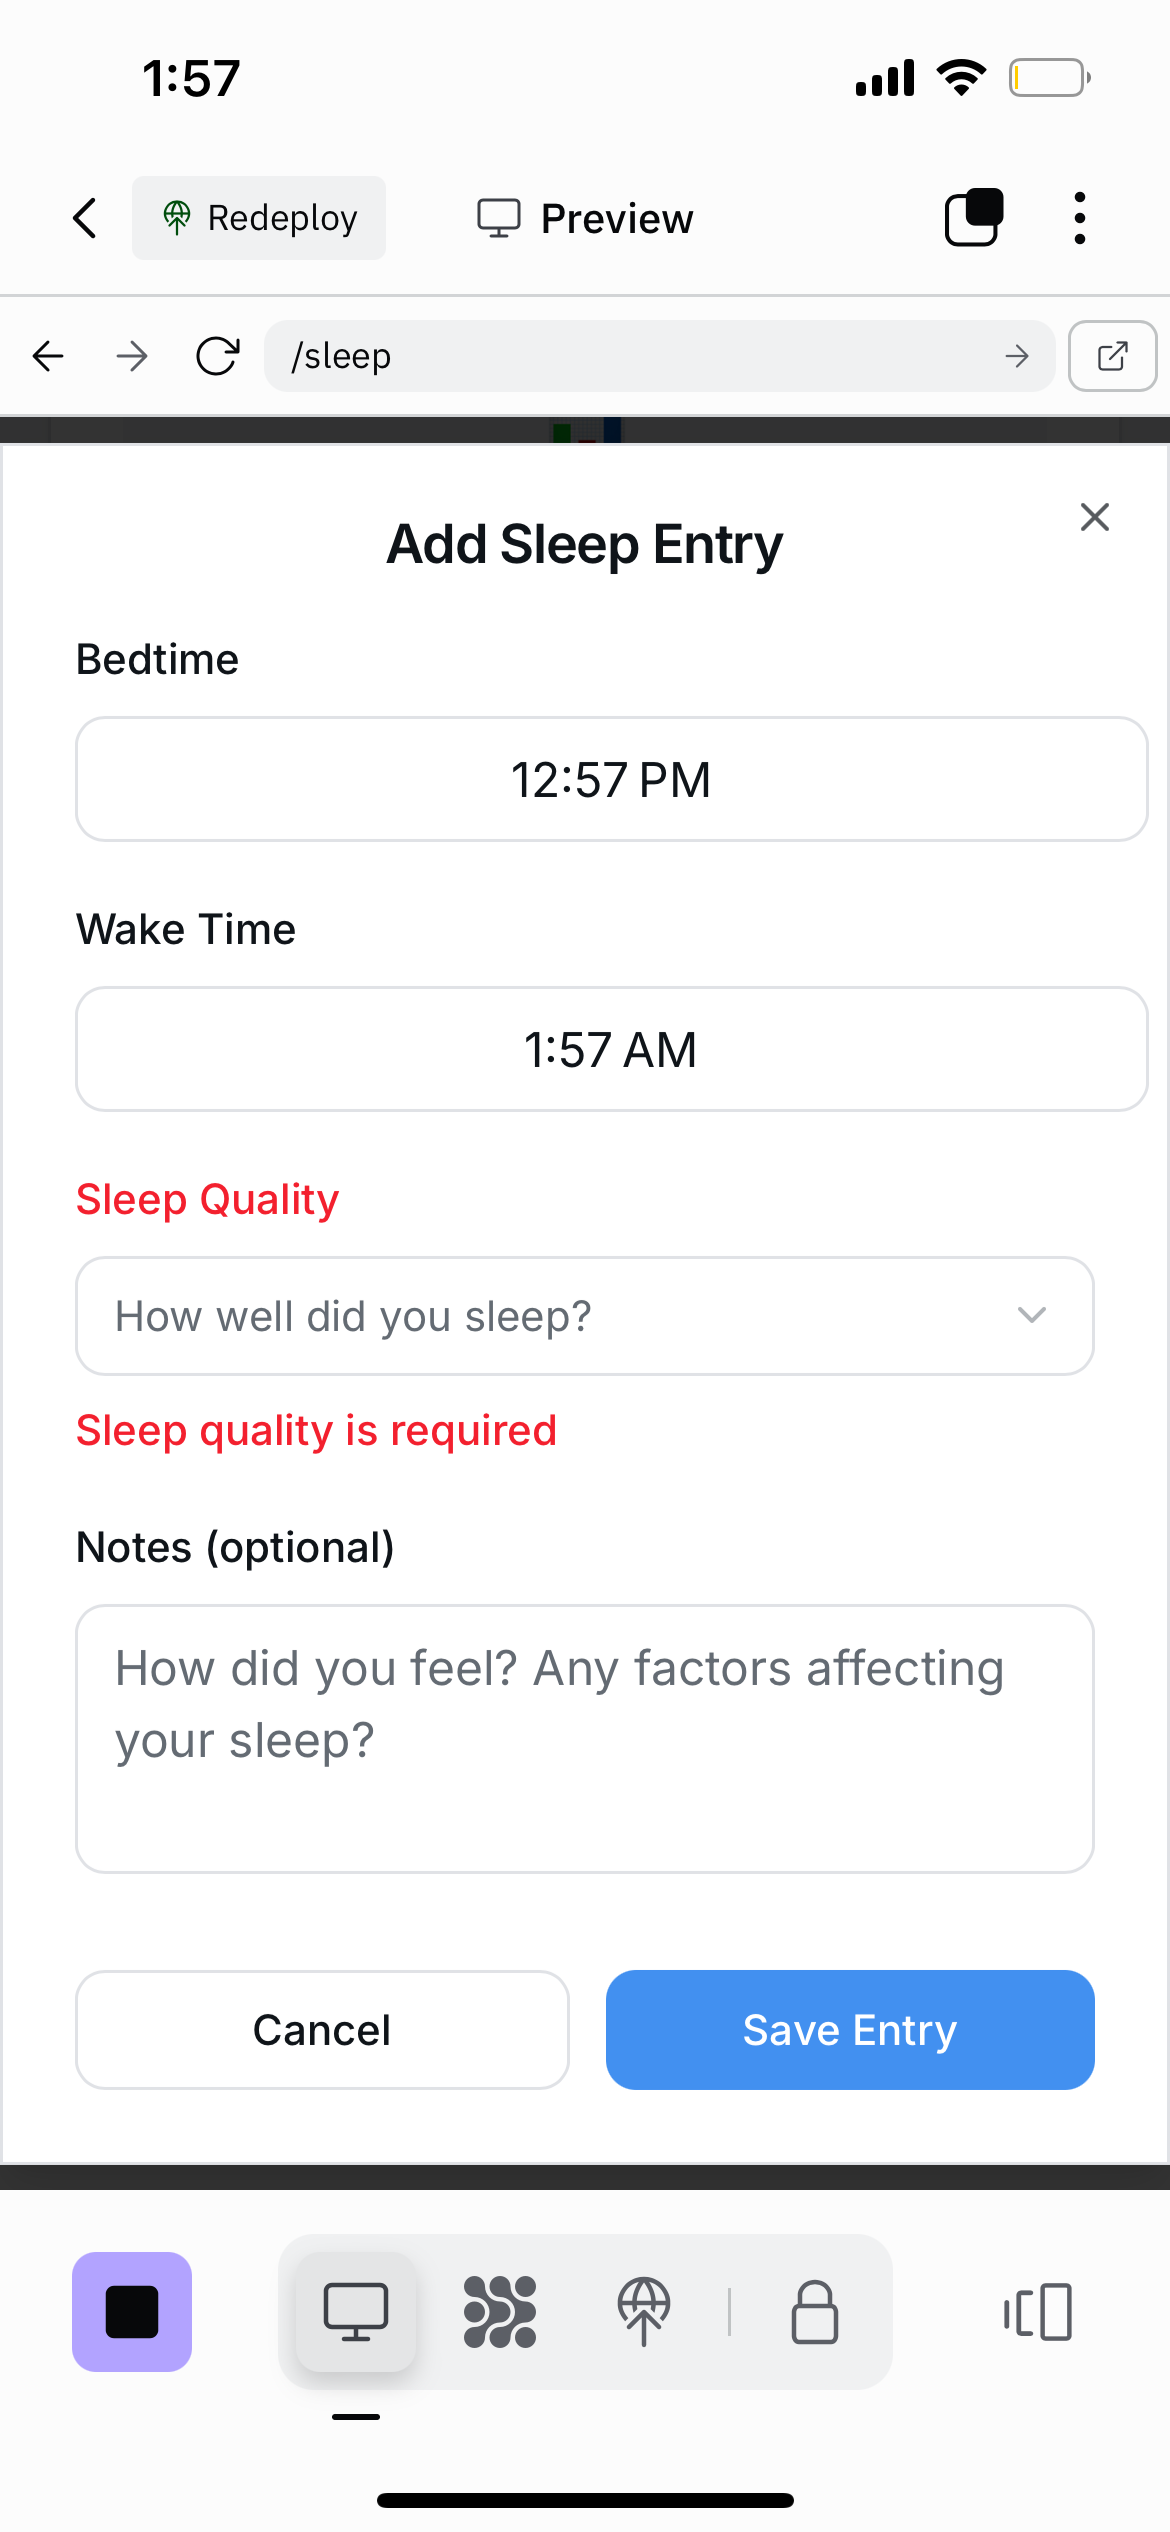 1:57
Redeploy
Preview
/sleep
Add Sleep Entry
Bedtime
12:57 PM
Wake Time
1:57 AM
Sleep Quality
How well did you sleep?
Sleep quality is required
Notes (optional)
How did you feel? Any factors affecting
your sleep?
Cancel
Save Entry